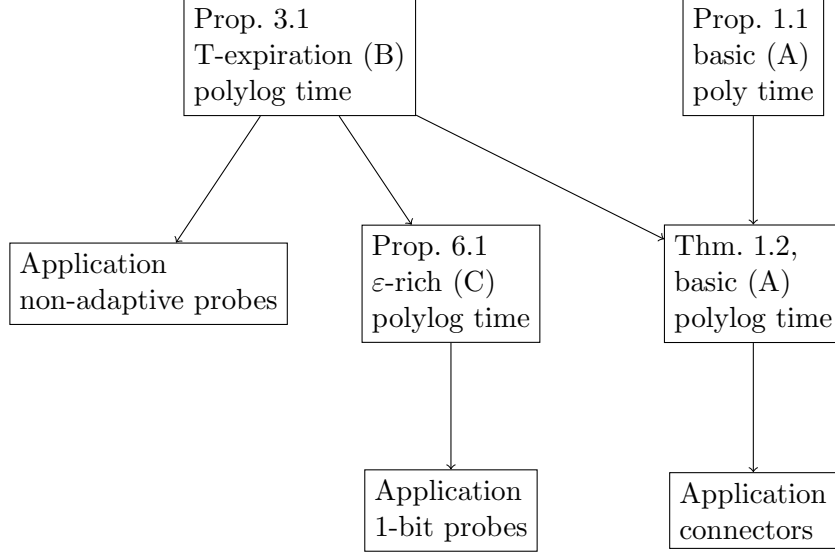 Prop. 3.1
T-expiration (B)
polylog time
Prop. 1.1
basic (A)
poly time
Application
non-adaptive probes
Prop. 6.1
ε-rich (C)
polylog time
Thm. 1.2,
basic (A)
polylog time
Application
1-bit probes
Application
connectors